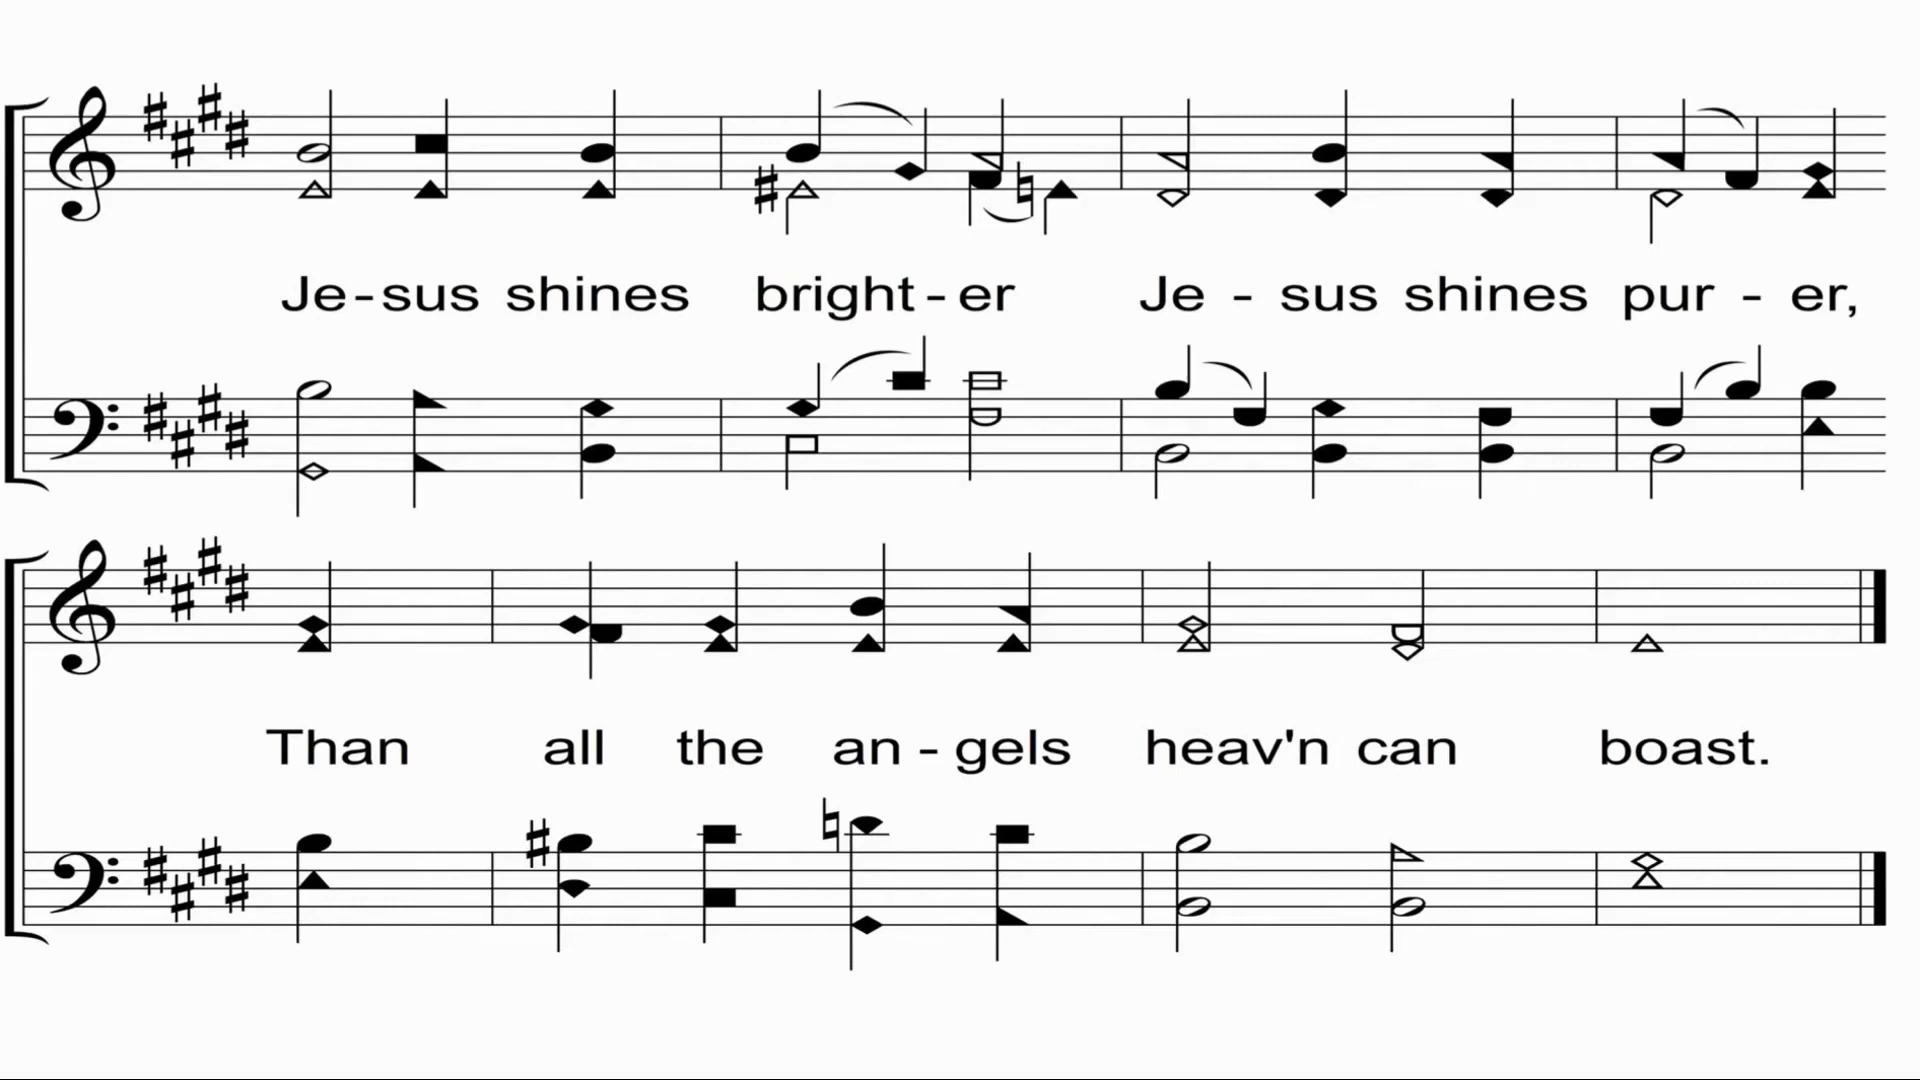 Je-sus shines bright-er Je - sus shines pur - er,
Than all the an-gels heav'n can boast.